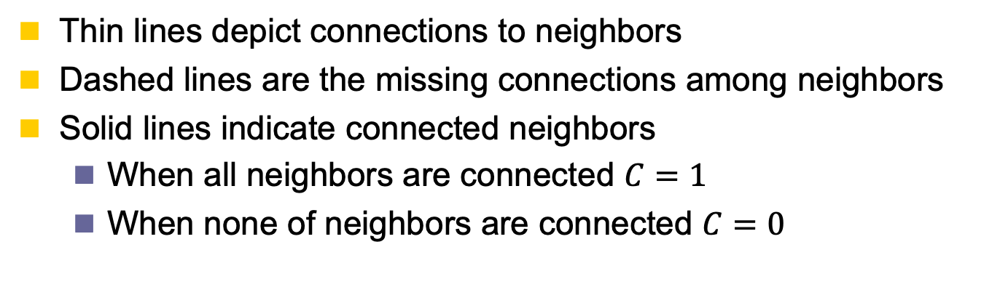 Thin lines depict connections to neighbors
Dashed lines are the missing connections among neighbors
Solid lines indicate connected neighbors
When all neighbors are connected 𝐶 = 1
When none of neighbors are connected 𝐶 = 0